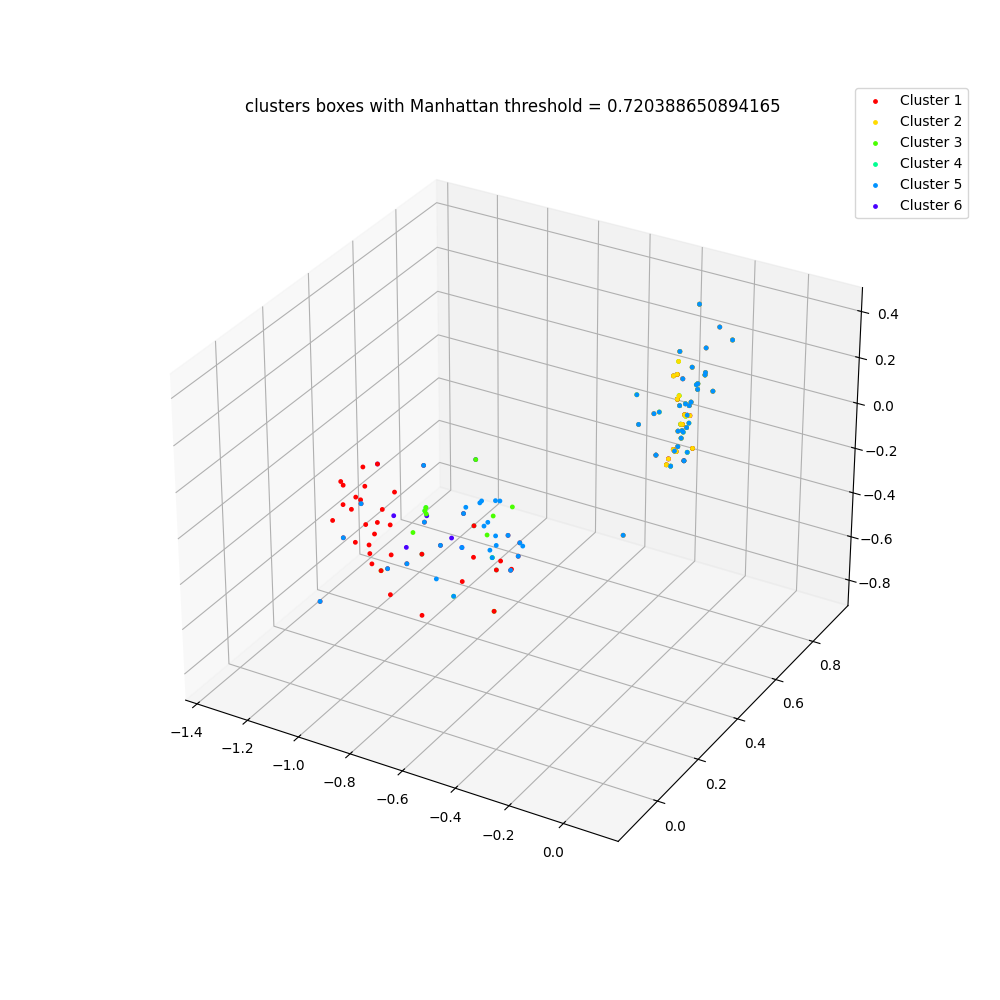 clusters boxes with Manhattan threshold = 0.720388650894165
Cluster 1
Cluster 2
Cluster 3
Cluster 4
Cluster 5
Cluster 6
0.4
0.2
0.0
−0.2
−0.4
−0.6
−0.8
0.8
0.6
0.4
0.2
0.0
−1.4
−1.2
−1.0
−0.8
−0.6
−0.4
−0.2
0.0